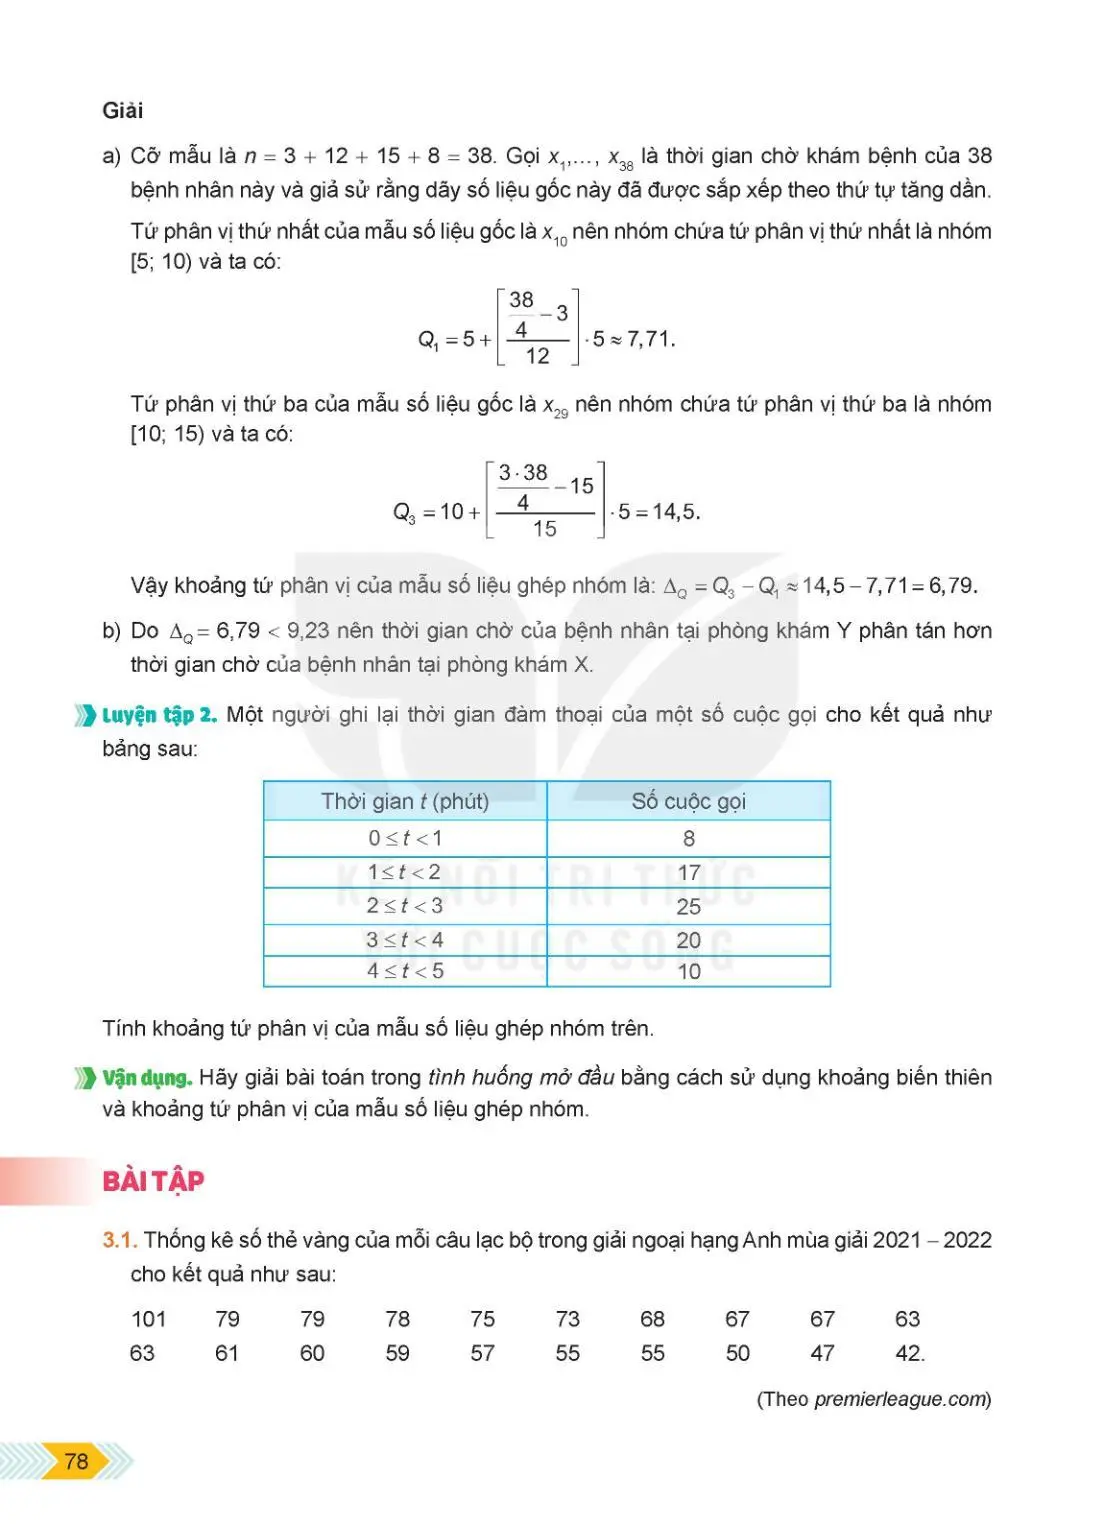 Giải
a) Cỡ mẫu là n = 3 + 12 + 15 + 8 = 38. Gọi x₁,..., x₃₈ là thời gian chờ khám bệnh của 38
bệnh nhân này và giả sử rằng dãy số liệu gốc này đã được sắp xếp theo thứ tự tăng dần.
Tứ phân vị thứ nhất của mẫu số liệu gốc là x₁₀ nên nhóm chứa tứ phân vị thứ nhất là nhóm
[5; 10) và ta có:
Q₁ = 5 + [(38/4 − 3)/12] · 5 ≈ 7,71.
Tứ phân vị thứ ba của mẫu số liệu gốc là x₂₉ nên nhóm chứa tứ phân vị thứ ba là nhóm
[10; 15) và ta có:
Q₃ = 10 + [(3·38/4 − 15)/15] · 5 = 14,5.
Vậy khoảng tứ phân vị của mẫu số liệu ghép nhóm là: Δ_Q = Q₃ − Q₁ ≈ 14,5 − 7,71 = 6,79.
b) Do Δ_Q = 6,79 < 9,23 nên thời gian chờ của bệnh nhân tại phòng khám Y phân tán hơn
thời gian chờ của bệnh nhân tại phòng khám X.
Luyện tập 2. Một người ghi lại thời gian đàm thoại của một số cuộc gọi cho kết quả như
bảng sau:
Thời gian t (phút) Số cuộc gọi
0 ≤ t < 1 8
1 ≤ t < 2 17
2 ≤ t < 3 25
3 ≤ t < 4 20
4 ≤ t < 5 10
KẾT NỐI TRI THỨC
VỚI CUỘC SỐNG
Tính khoảng tứ phân vị của mẫu số liệu ghép nhóm trên.
Vận dụng. Hãy giải bài toán trong tình huống mở đầu bằng cách sử dụng khoảng biến thiên
và khoảng tứ phân vị của mẫu số liệu ghép nhóm.
BÀI TẬP
3.1. Thống kê số thẻ vàng của mỗi câu lạc bộ trong giải ngoại hạng Anh mùa giải 2021 – 2022
cho kết quả như sau:
101 79 79 78 75 73 68 67 67 63
63 61 60 59 57 55 55 50 47 42.
(Theo premierleague.com)
78